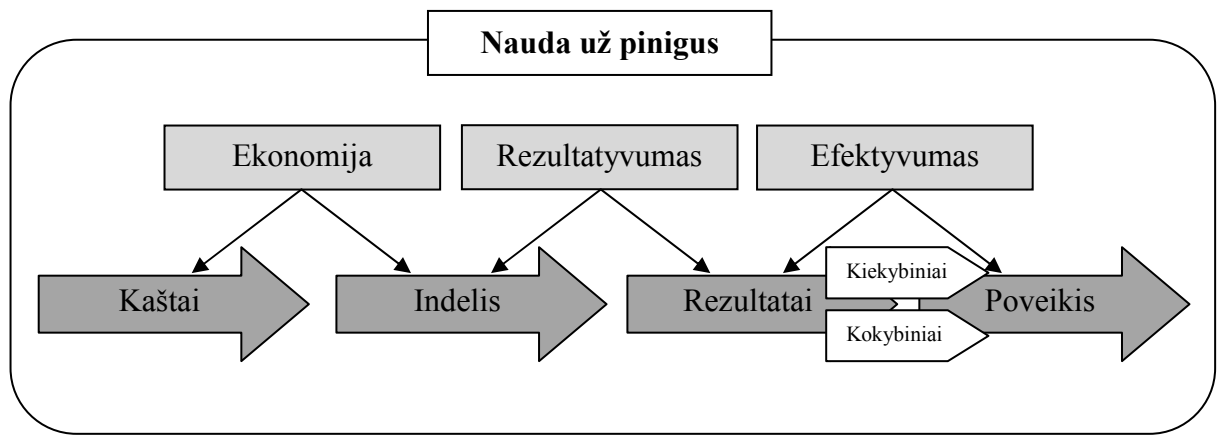 Nauda už pinigus
Ekonomija
Rezultatyvumas
Efektyvumas
Kaštai
Indelis
Rezultatai
Kiekybiniai
Kokybiniai
Poveikis